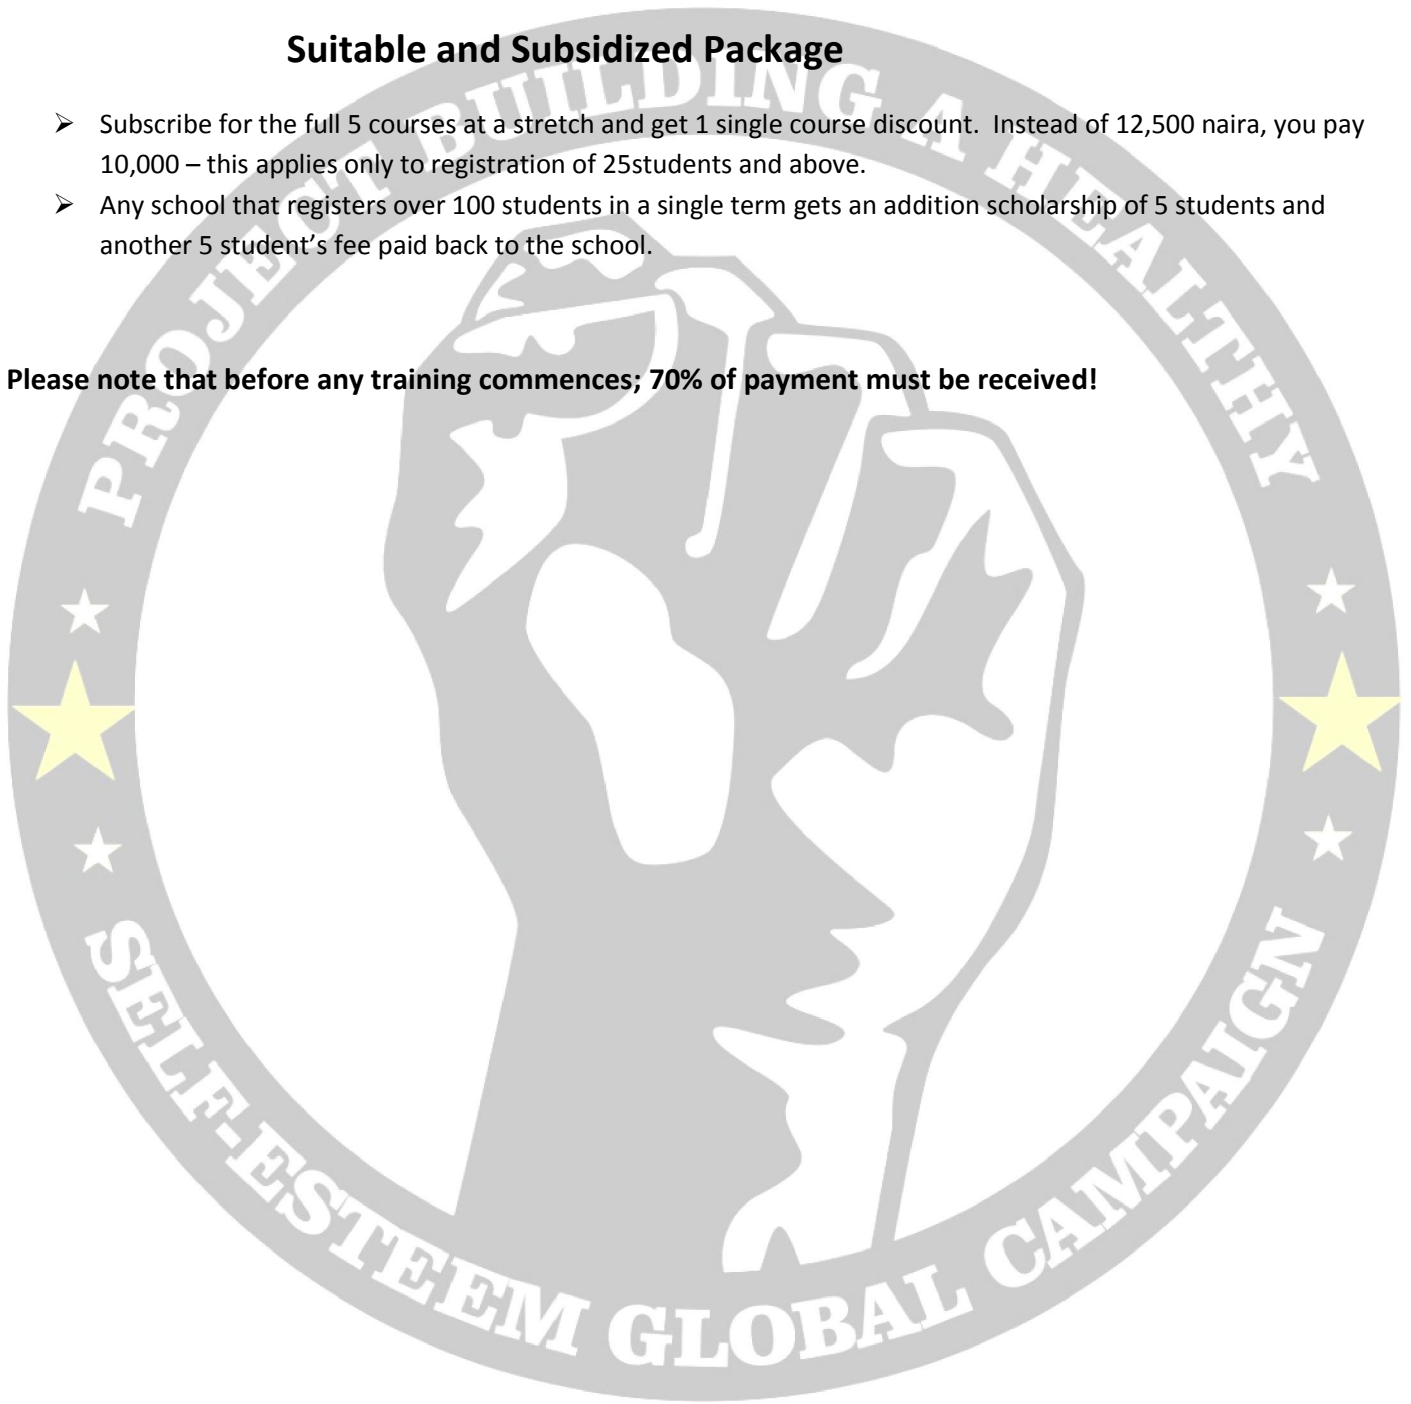 Suitable and Subsidized Package
➢ Subscribe for the full 5 courses at a stretch and get 1 single course discount.  Instead of 12,500 naira, you pay
10,000 – this applies only to registration of 25students and above.
➢ Any school that registers over 100 students in a single term gets an addition scholarship of 5 students and
another 5 student's fee paid back to the school.
Please note that before any training commences; 70% of payment must be received!
PROJECT BUILDING A HEALTHY
SELF-ESTEEM GLOBAL CAMPAIGN